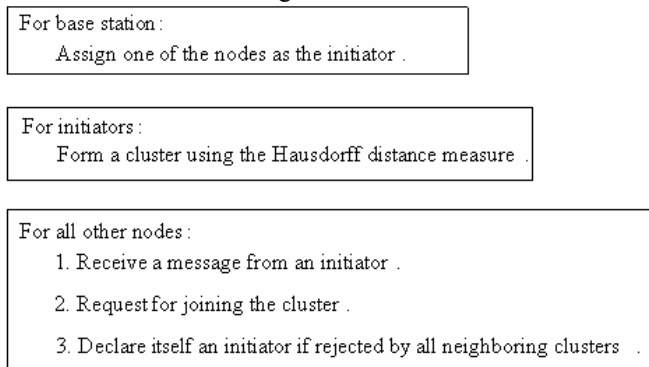 For base station :
Assign one of the nodes as the initiator .
For initiators :
Form a cluster using the Hausdorff distance measure .
For all other nodes :
1. Receive a message from an initiator .
2. Request for joining the cluster .
3. Declare itself an initiator if rejected by all neighboring clusters .